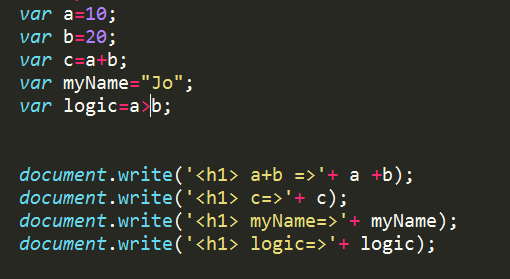 var a=10;
var b=20;
var c=a+b;
var myName="Jo";
var logic=a>b;
document.write('<h1> a+b =>'+ a +b);
document.write('<h1> c=>'+ c);
document.write('<h1> myName=>'+ myName);
document.write('<h1> logic=>'+ logic);